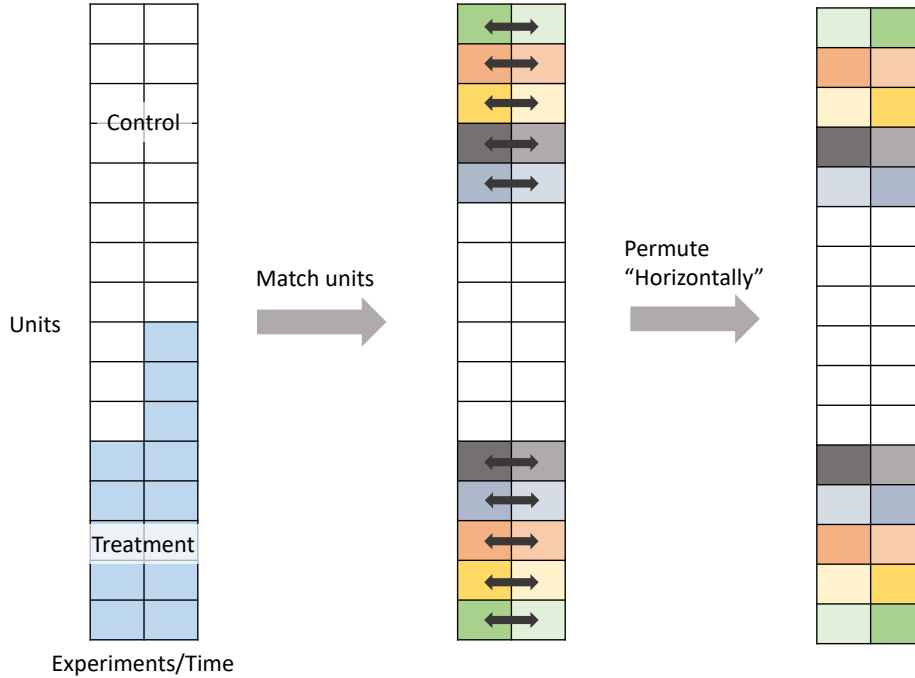 Control
Match units
Permute
“Horizontally”
Units
Treatment
Experiments/Time